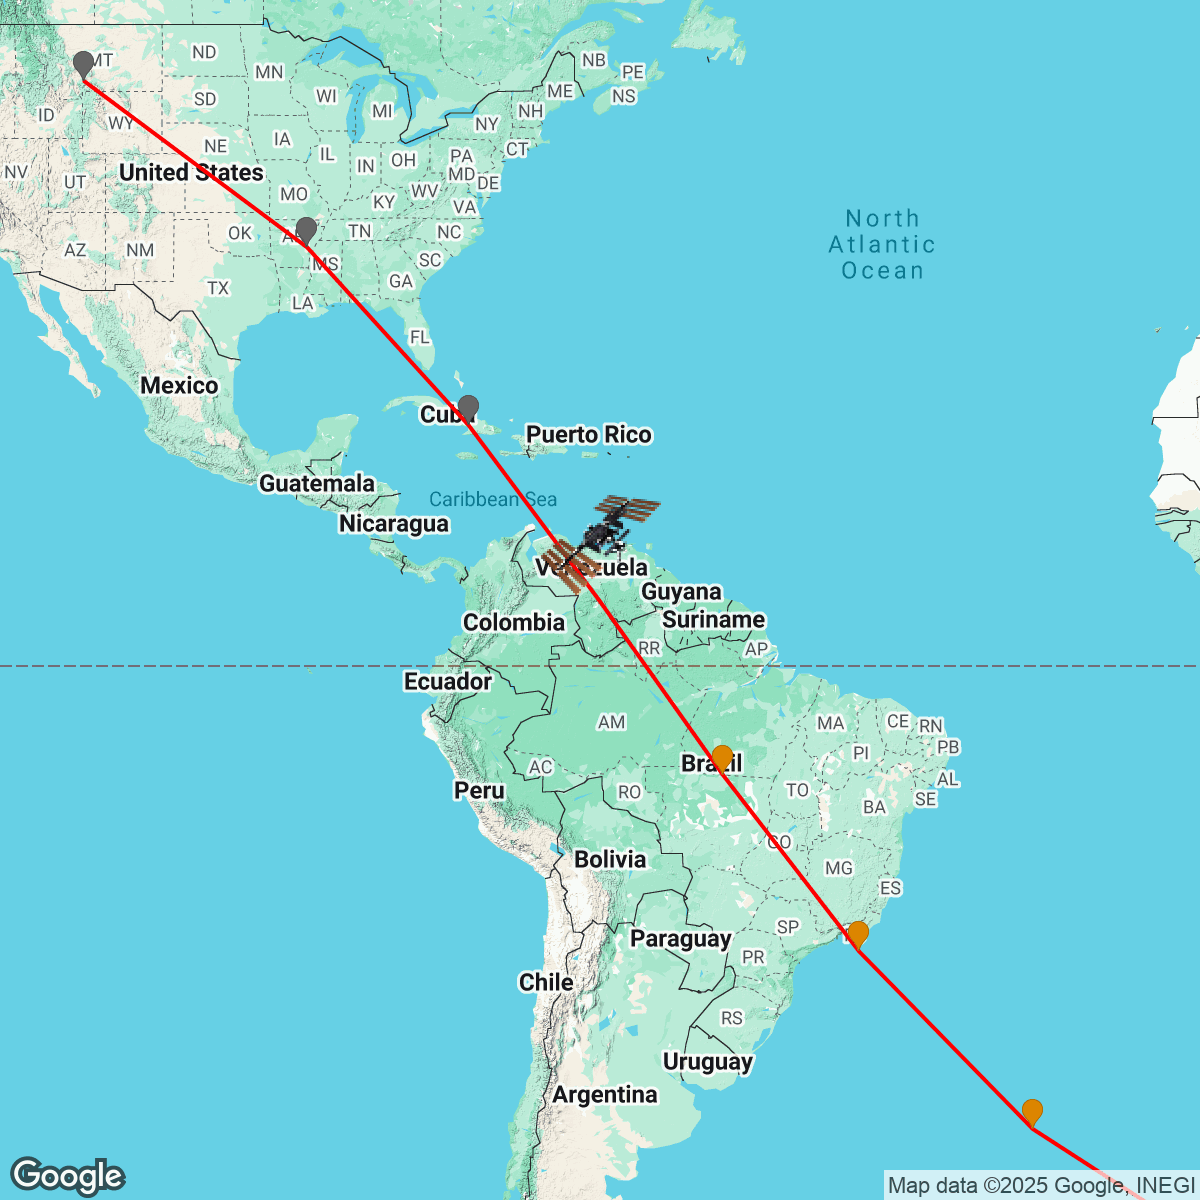 MT
ND
MN
NB
PE
NS
ME
ID
SD
WI
MI
NH
WY
NY
CT
IA
NE
IL
IN
OH
PA
MD
DE
NV
UT
United States
MO
KY
WV
VA
North
Atlantic
Ocean
AZ
NM
OK
TN
NC
MS
SC
TX
LA
GA
FL
Mexico
Cuba
Puerto Rico
Guatemala
Caribbean Sea
Nicaragua
Venezuela
Guyana
Colombia
Suriname
RR
AP
Ecuador
AM
MA
CE
RN
PB
PI
AL
AC
Brazil
Peru
RO
TO
BA
SE
GO
Bolivia
MG
ES
SP
Paraguay
PR
Chile
RS
Uruguay
Argentina
Google
Map data ©2025 Google, INEGI